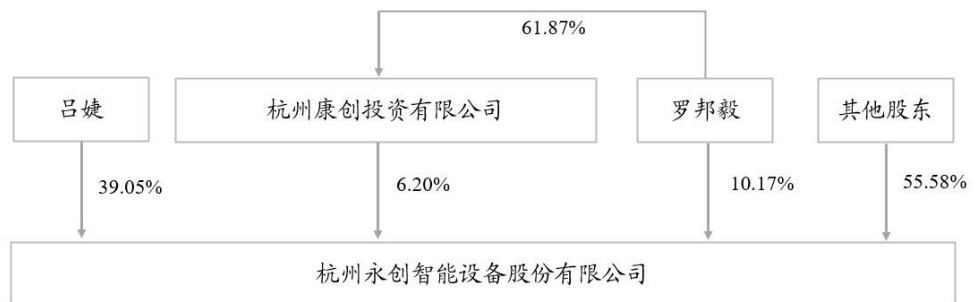 61.87%
吕婕
杭州康创投资有限公司
罗邦毅
其他股东
39.05%
6.20%
10.17%
55.58%
杭州永创智能设备股份有限公司